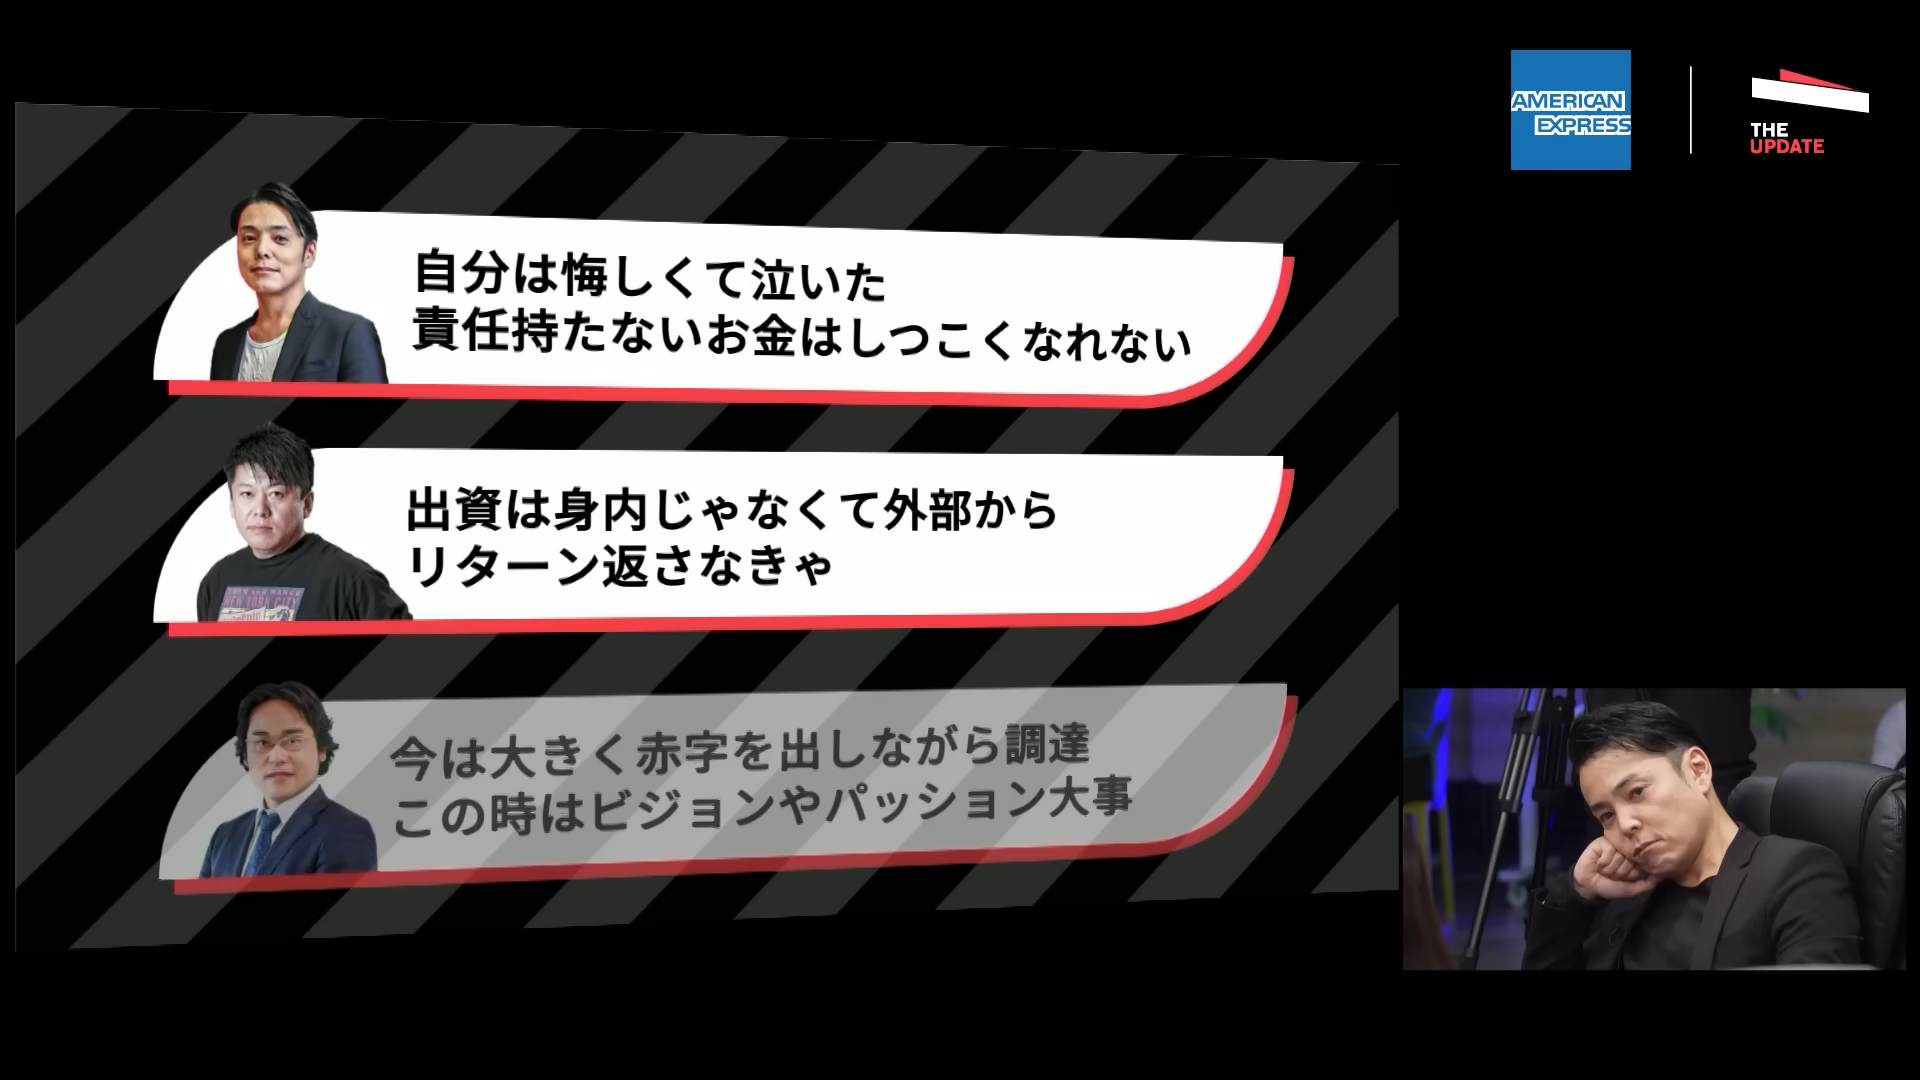 自分は悔しくて泣いた
責任持たないお金はしつこくなれない
出資は身内じゃなくて外部から
リターン返さなきゃ
今は大きく赤字を出しながら調達
この時はビジョンやパッション大事
AMERICAN
EXPRESS
THE
UPDATE
NEW YORK CITY